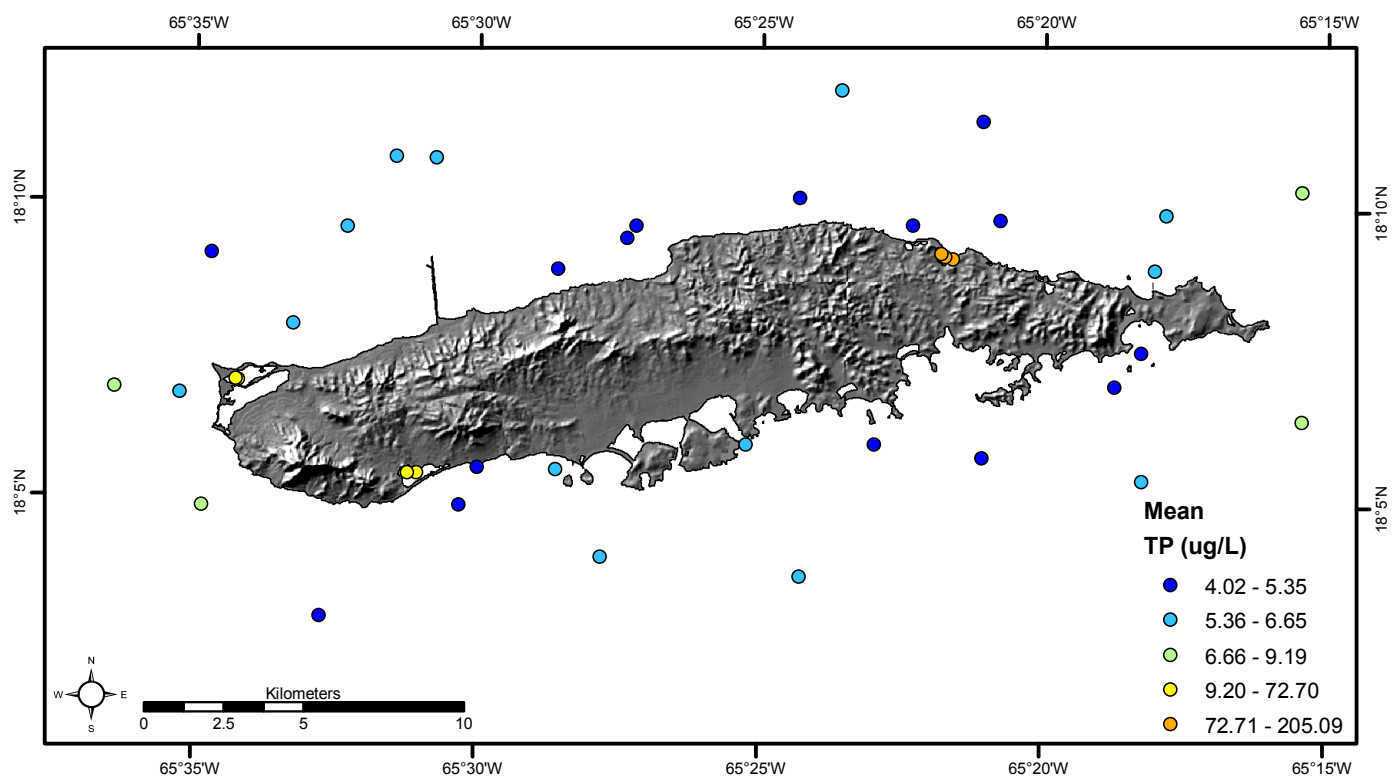 65°35'W 65°30'W 65°25'W 65°20'W 65°15'W
18°10'N 18°10'N
18°5'N 18°5'N
Mean
TP (ug/L)
4.02 - 5.35
5.36 - 6.65
6.66 - 9.19
9.20 - 72.70
72.71 - 205.09
N
W E
S
Kilometers
0 2.5 5 10
65°35'W 65°30'W 65°25'W 65°20'W 65°15'W